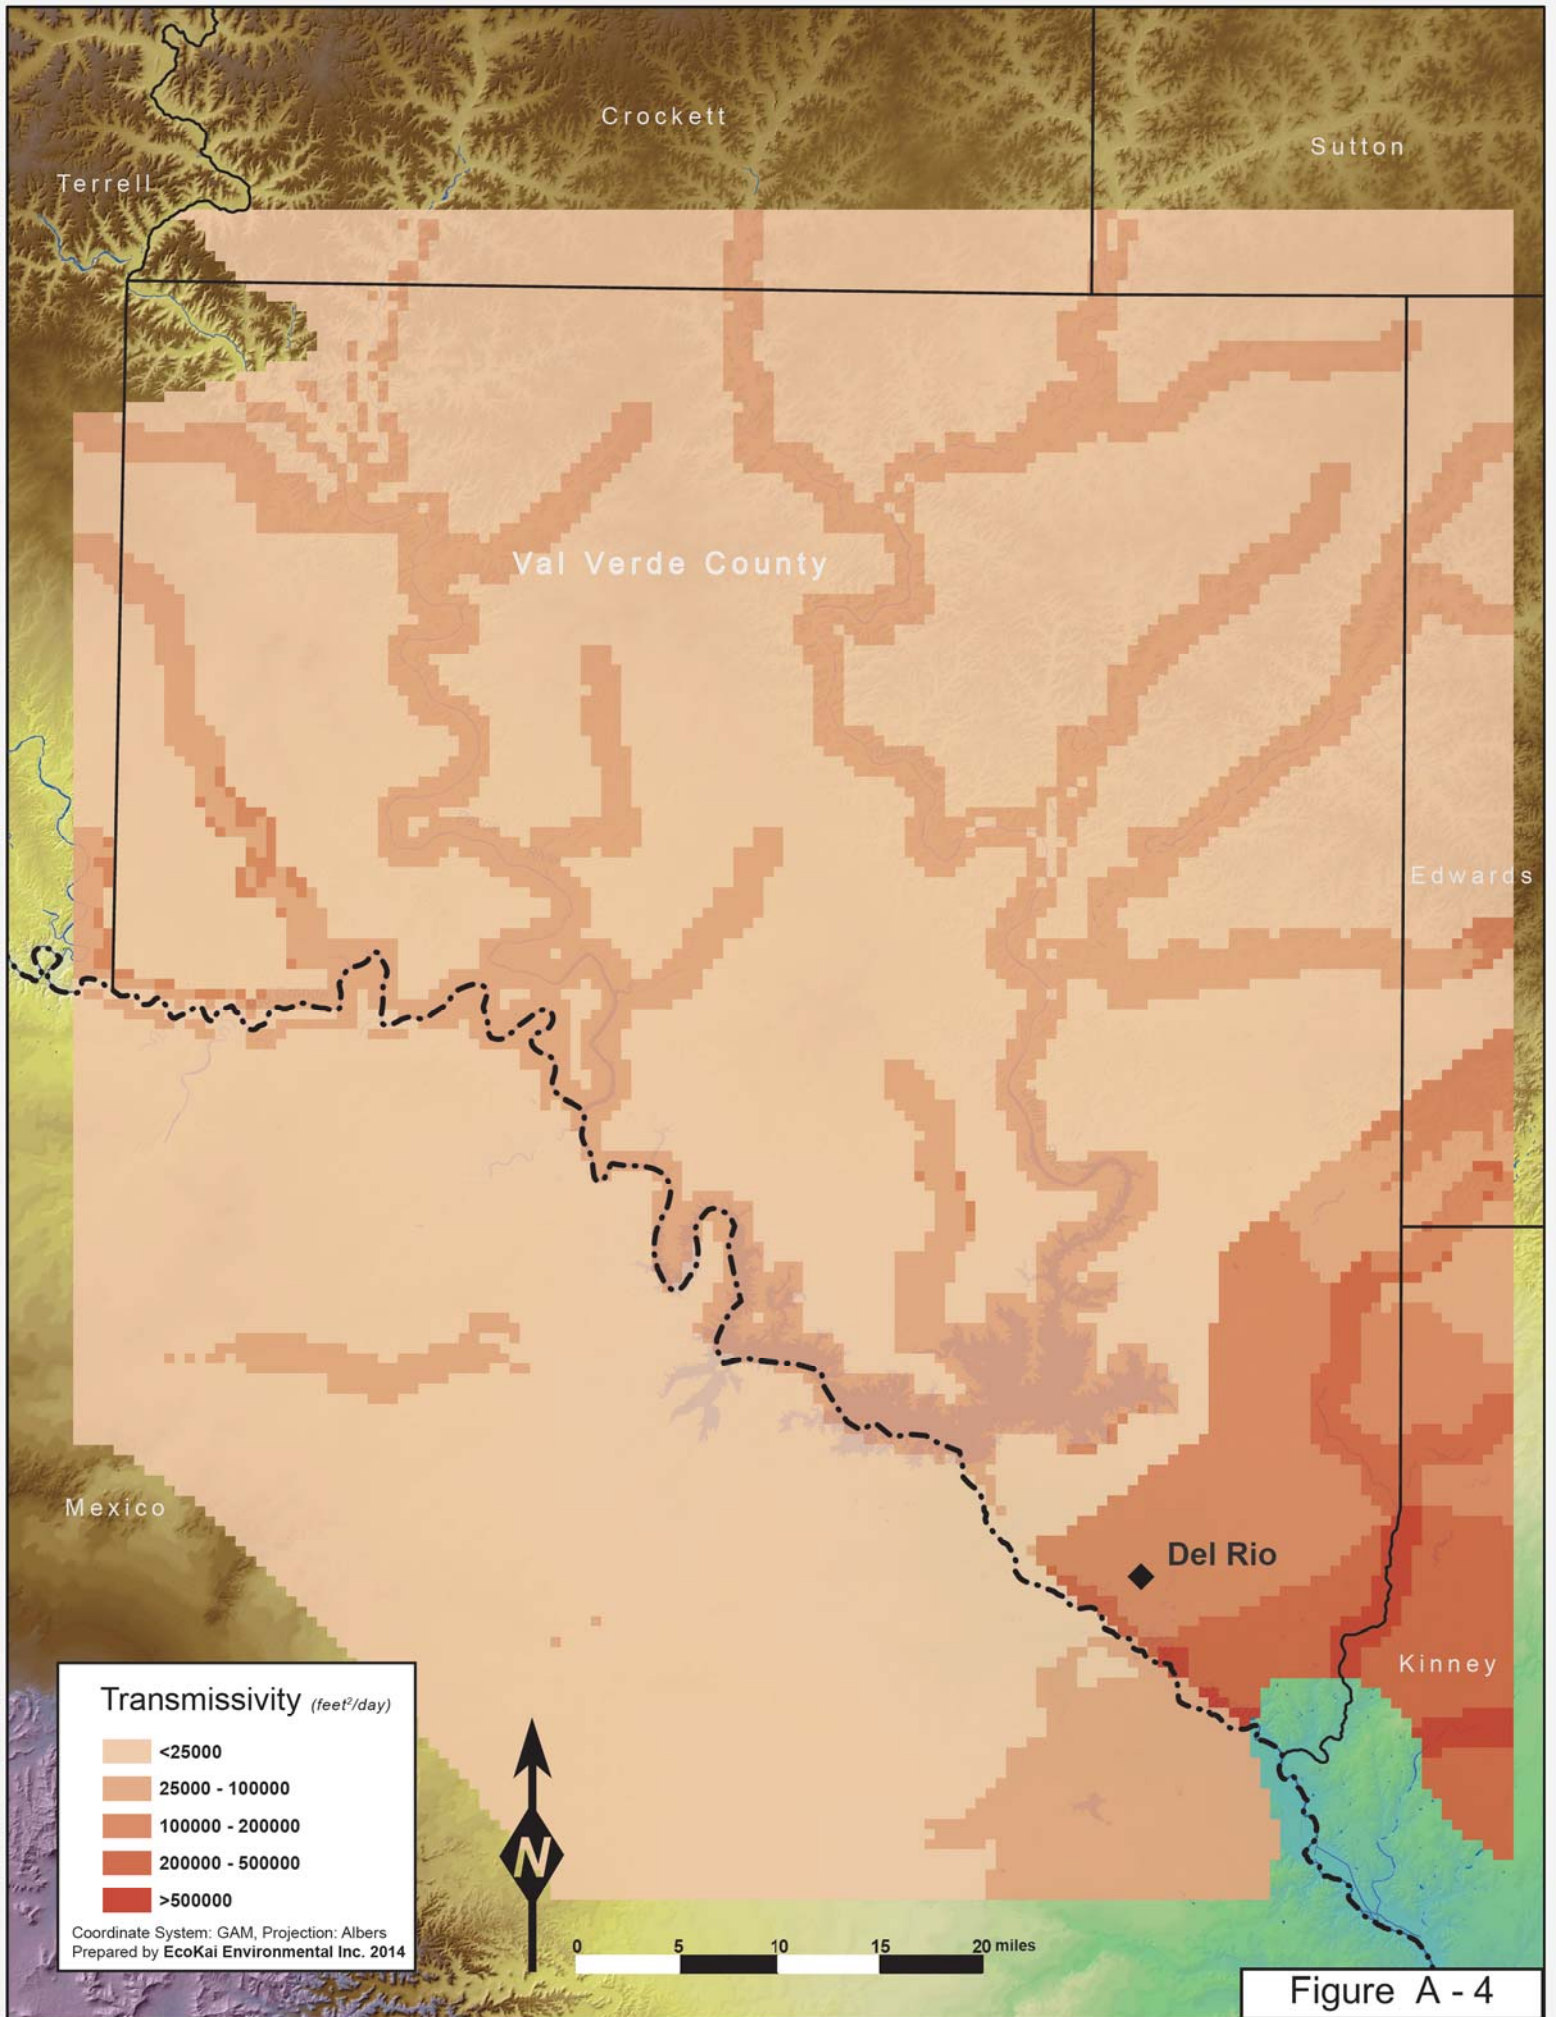 Crockett
Sutton
Terrell
Val Verde County
Edwards
Mexico
Del Rio
Kinney
Transmissivity (feet²/day)
<25000
25000 - 100000
100000 - 200000
200000 - 500000
>500000
Coordinate System: GAM, Projection: Albers
Prepared by EcoKai Environmental Inc. 2014
N
0 5 10 15 20 miles
Figure A - 4